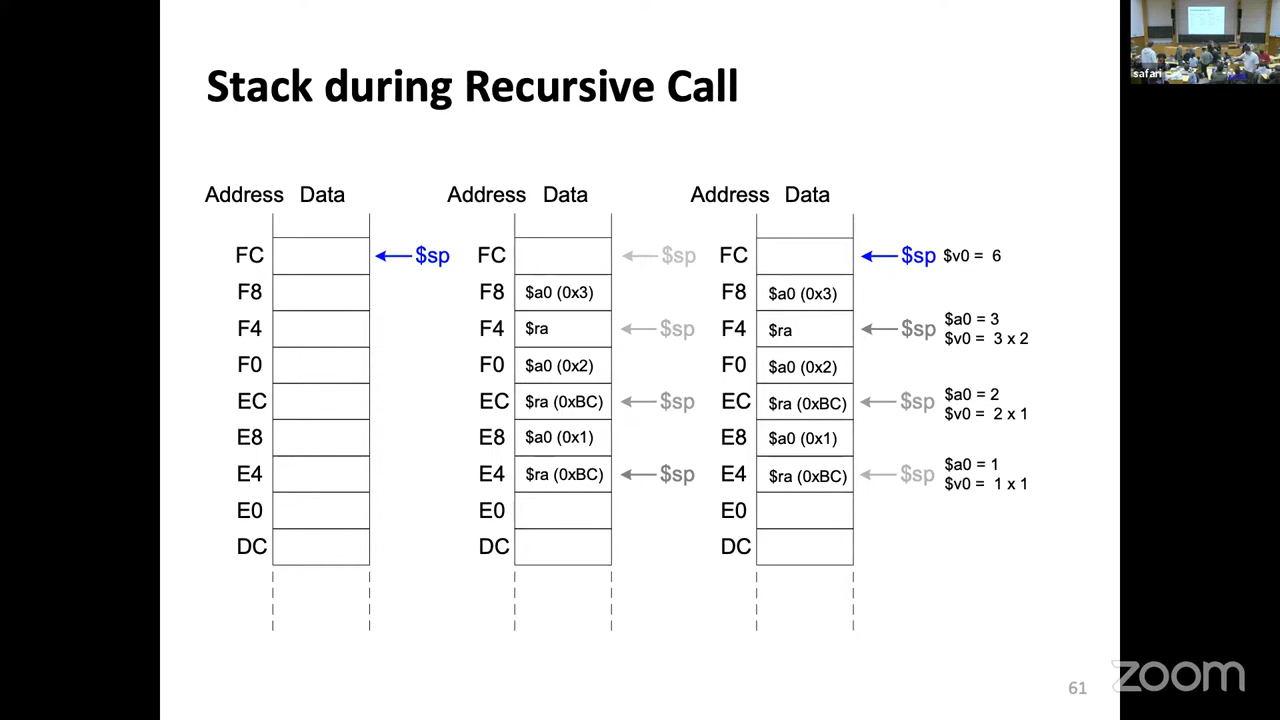 Stack during Recursive Call
Address Data Address Data Address Data
FC $sp FC $sp FC $sp $v0 = 6
F8 F8 $a0 (0x3) F8 $a0 (0x3)
F4 F4 $ra $sp F4 $ra $sp $a0 = 3
$v0 = 3 x 2
F0 F0 $a0 (0x2) F0 $a0 (0x2)
EC EC $ra (0xBC) $sp EC $ra (0xBC) $sp $a0 = 2
$v0 = 2 x 1
E8 E8 $a0 (0x1) E8 $a0 (0x1)
E4 E4 $ra (0xBC) $sp E4 $ra (0xBC) $sp $a0 = 1
$v0 = 1 x 1
E0 E0 E0
DC DC DC
61
zoom
safari